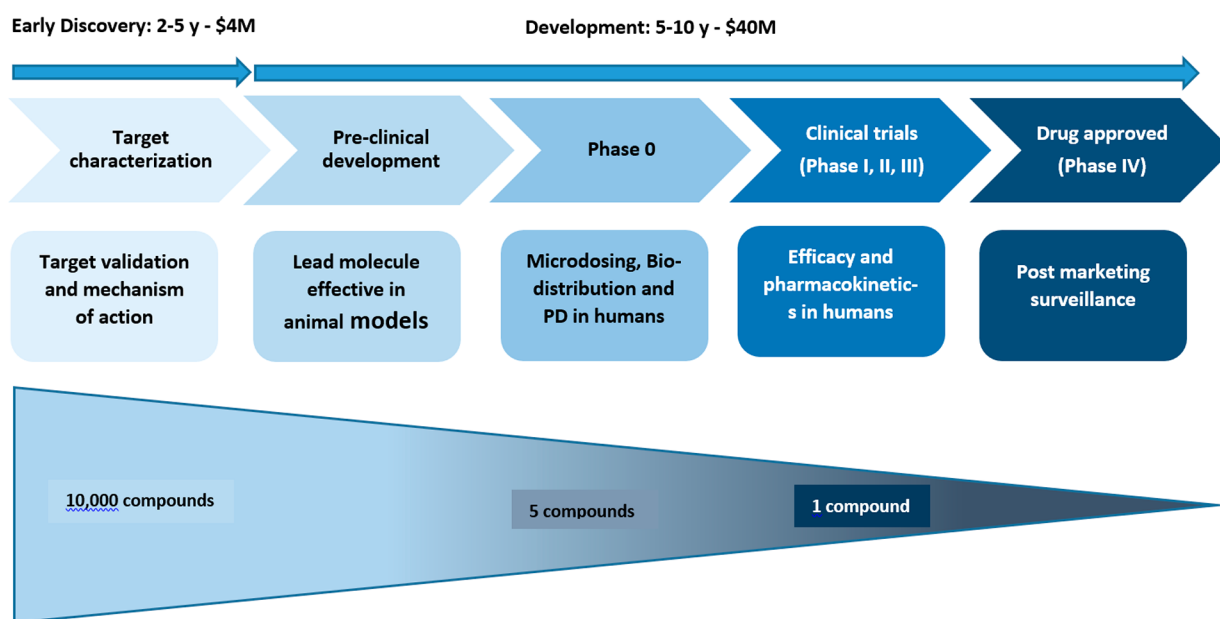 Early Discovery: 2-5 y - $4M
Development: 5-10 y - $40M
Target
characterization
Pre-clinical
development
Phase 0
Clinical trials
(Phase I, II, III)
Drug approved
(Phase IV)
Target validation
and mechanism
of action
Lead molecule
effective in
animal models
Microdosing, Bio-
distribution and
PD in humans
Efficacy and
pharmacokinetic-
s in humans
Post marketing
surveillance
10,000 compounds
5 compounds
1 compound